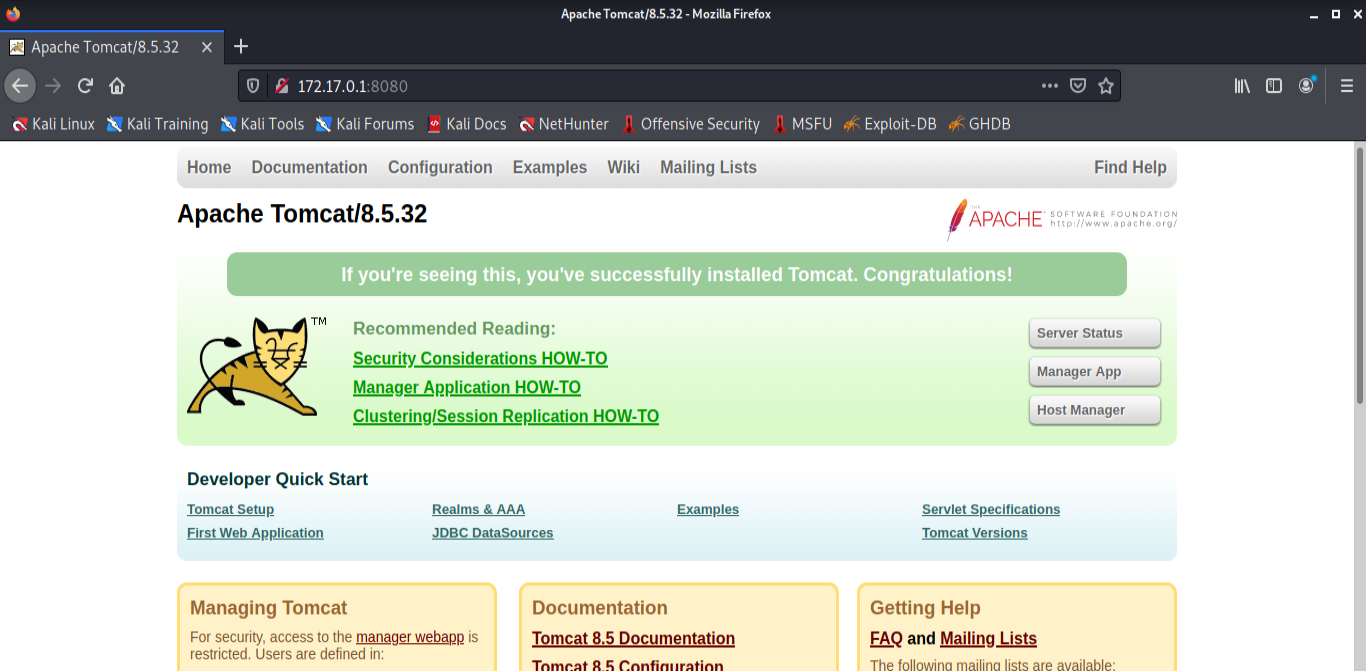 Apache Tomcat/8.5.32 - Mozilla Firefox
Apache Tomcat/8.5.32
172.17.0.1:8080
Kali Linux Kali Training Kali Tools Kali Forums Kali Docs NetHunter Offensive Security MSFU Exploit-DB GHDB
Home Documentation Configuration Examples Wiki Mailing Lists Find Help
Apache Tomcat/8.5.32
THE APACHE® SOFTWARE FOUNDATION
http://www.apache.org/
If you're seeing this, you've successfully installed Tomcat. Congratulations!
TM
Recommended Reading:
Security Considerations HOW-TO
Manager Application HOW-TO
Clustering/Session Replication HOW-TO
Server Status
Manager App
Host Manager
Developer Quick Start
Tomcat Setup
First Web Application
Realms & AAA
JDBC DataSources
Examples
Servlet Specifications
Tomcat Versions
Managing Tomcat
For security, access to the manager webapp is
restricted. Users are defined in:
Documentation
Tomcat 8.5 Documentation
Tomcat 8.5 Configuration
Getting Help
FAQ and Mailing Lists
The following mailing lists are available: